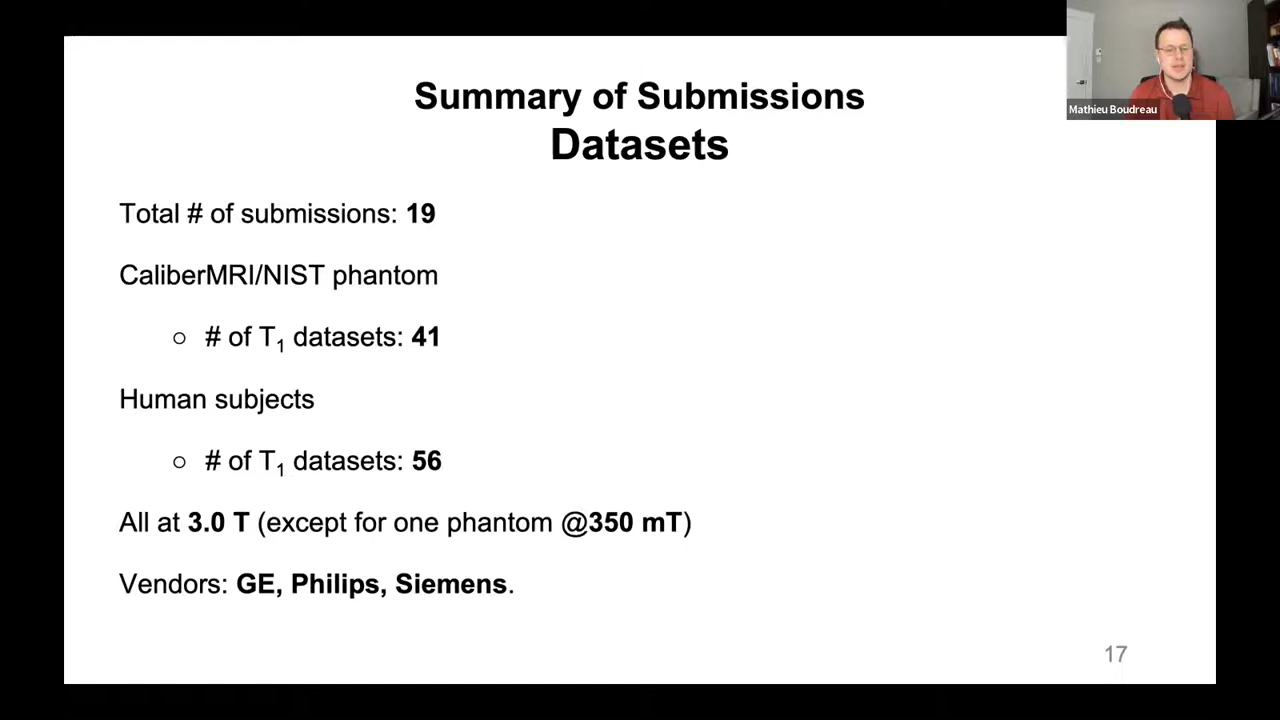 Summary of Submissions
Datasets
Mathieu Boudreau
Total # of submissions: 19
CaliberMRI/NIST phantom
○ # of T₁ datasets: 41
Human subjects
○ # of T₁ datasets: 56
All at 3.0 T (except for one phantom @350 mT)
Vendors: GE, Philips, Siemens.
17